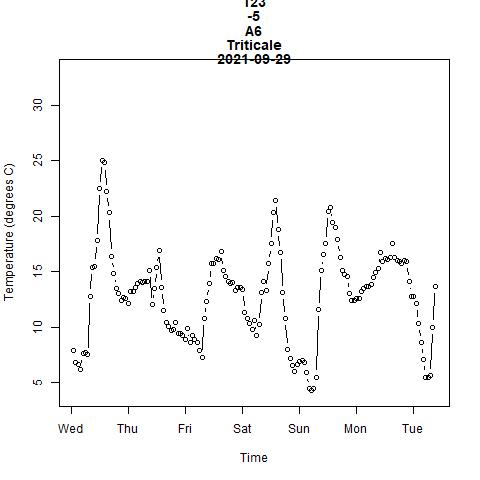 123
-5
A6
Triticale
2021-09-29
30
25
20
15
10
5
Temperature (degrees C)
Wed Thu Fri Sat Sun Mon Tue
Time